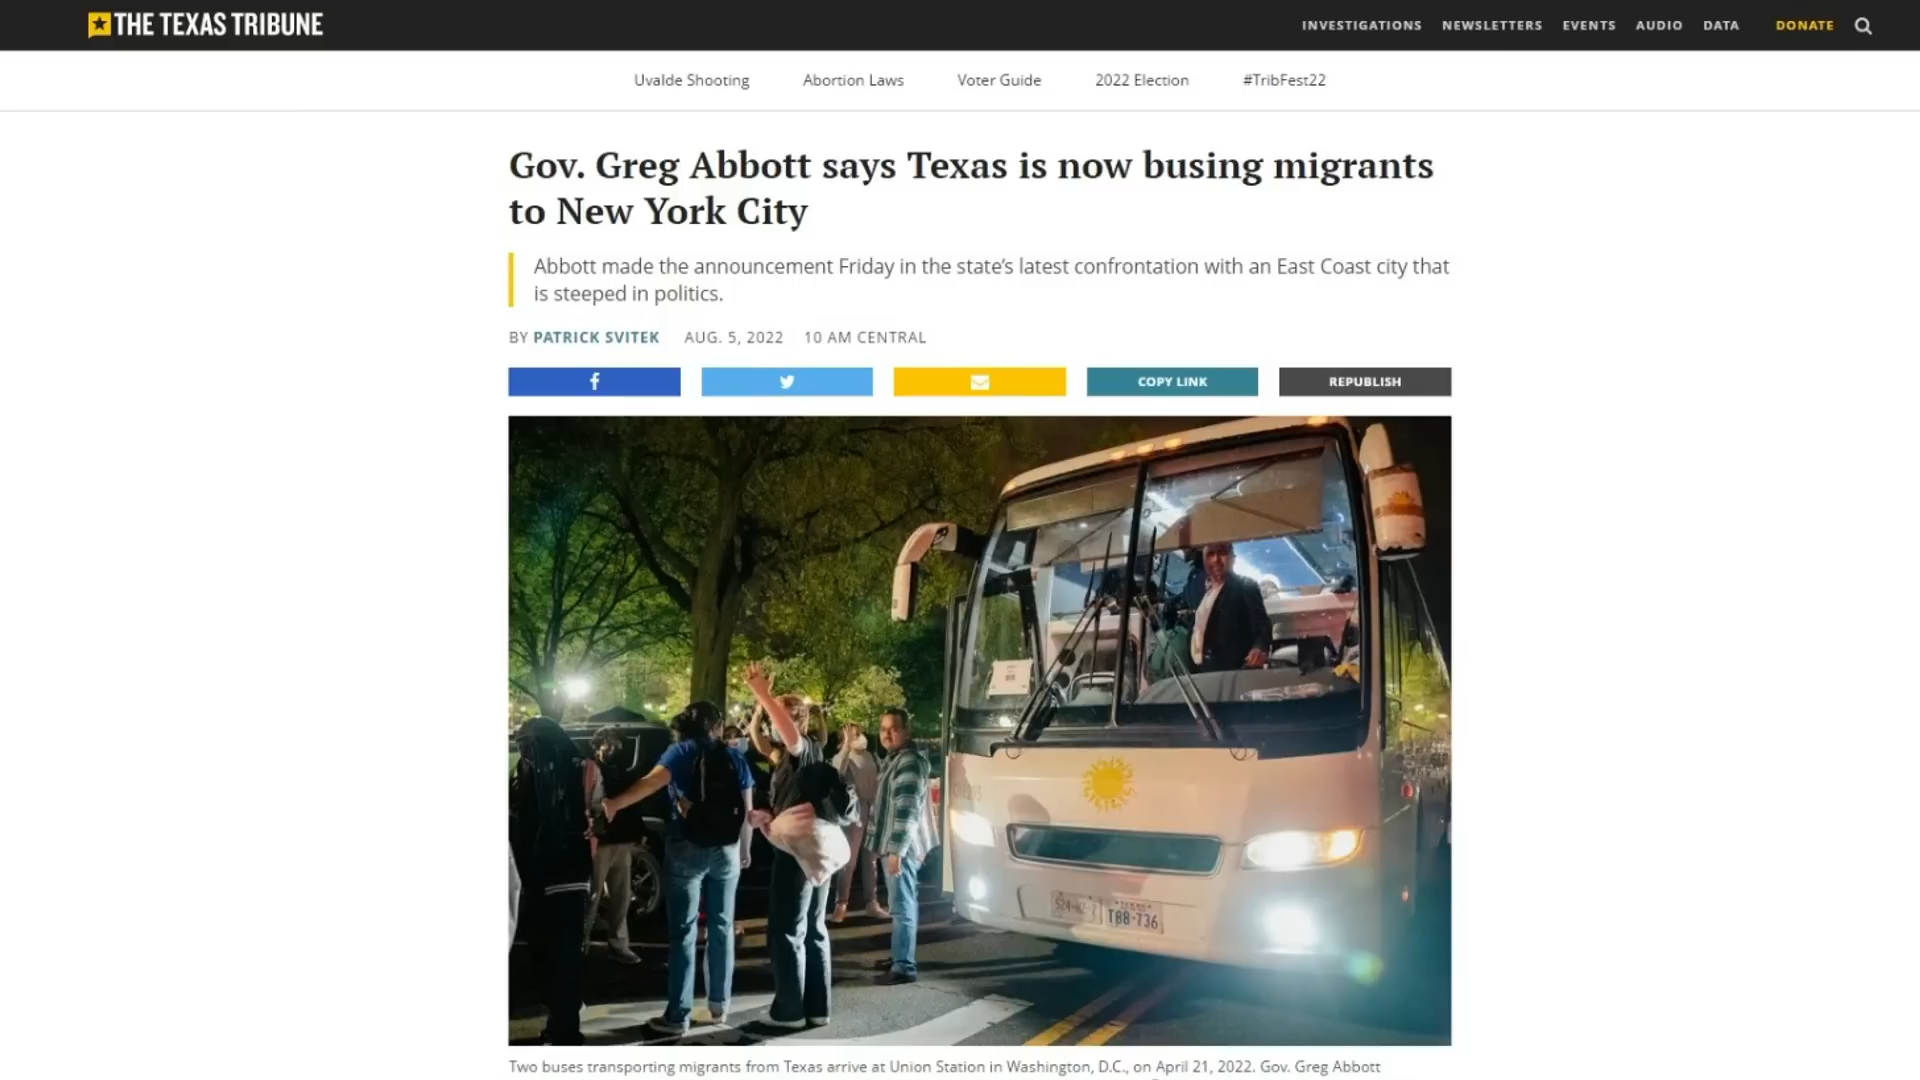 THE TEXAS TRIBUNE
INVESTIGATIONS NEWSLETTERS EVENTS AUDIO DATA DONATE
Uvalde Shooting Abortion Laws Voter Guide 2022 Election #TribFest22
Gov. Greg Abbott says Texas is now busing migrants
to New York City
Abbott made the announcement Friday in the state’s latest confrontation with an East Coast city that
is steeped in politics.
BY PATRICK SVITEK AUG. 5, 2022 10 AM CENTRAL
COPY LINK REPUBLISH
TEXAS
T88-736
Two buses transporting migrants from Texas arrive at Union Station in Washington, D.C., on April 21, 2022. Gov. Greg Abbott